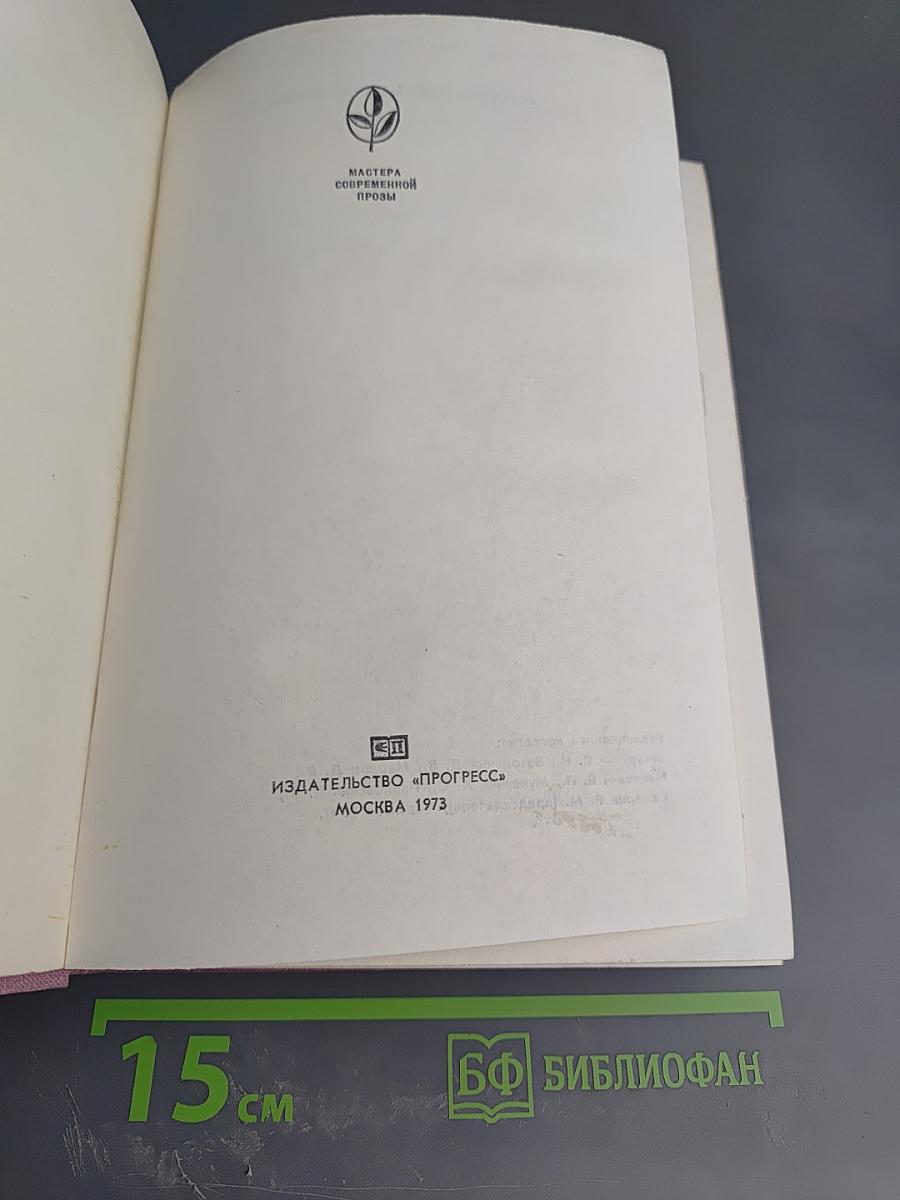 МАСТЕРА
СОВРЕМЕННОЙ
ПРОЗЫ
ИЗДАТЕЛЬСТВО «ПРОГРЕСС»
МОСКВА 1973
15 см
БФ БИБЛИОФАН